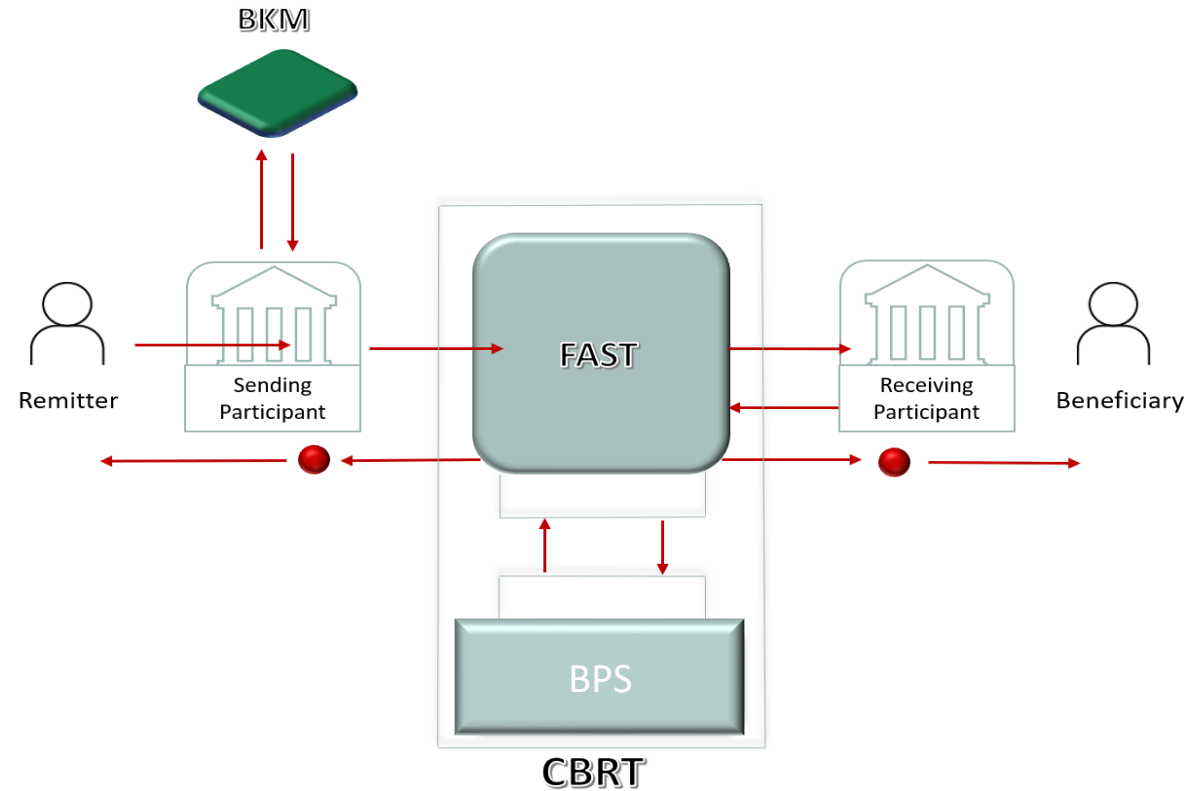 BKM
FAST
Remitter
Sending
Participant
Receiving
Participant
Beneficiary
BPS
CBRT